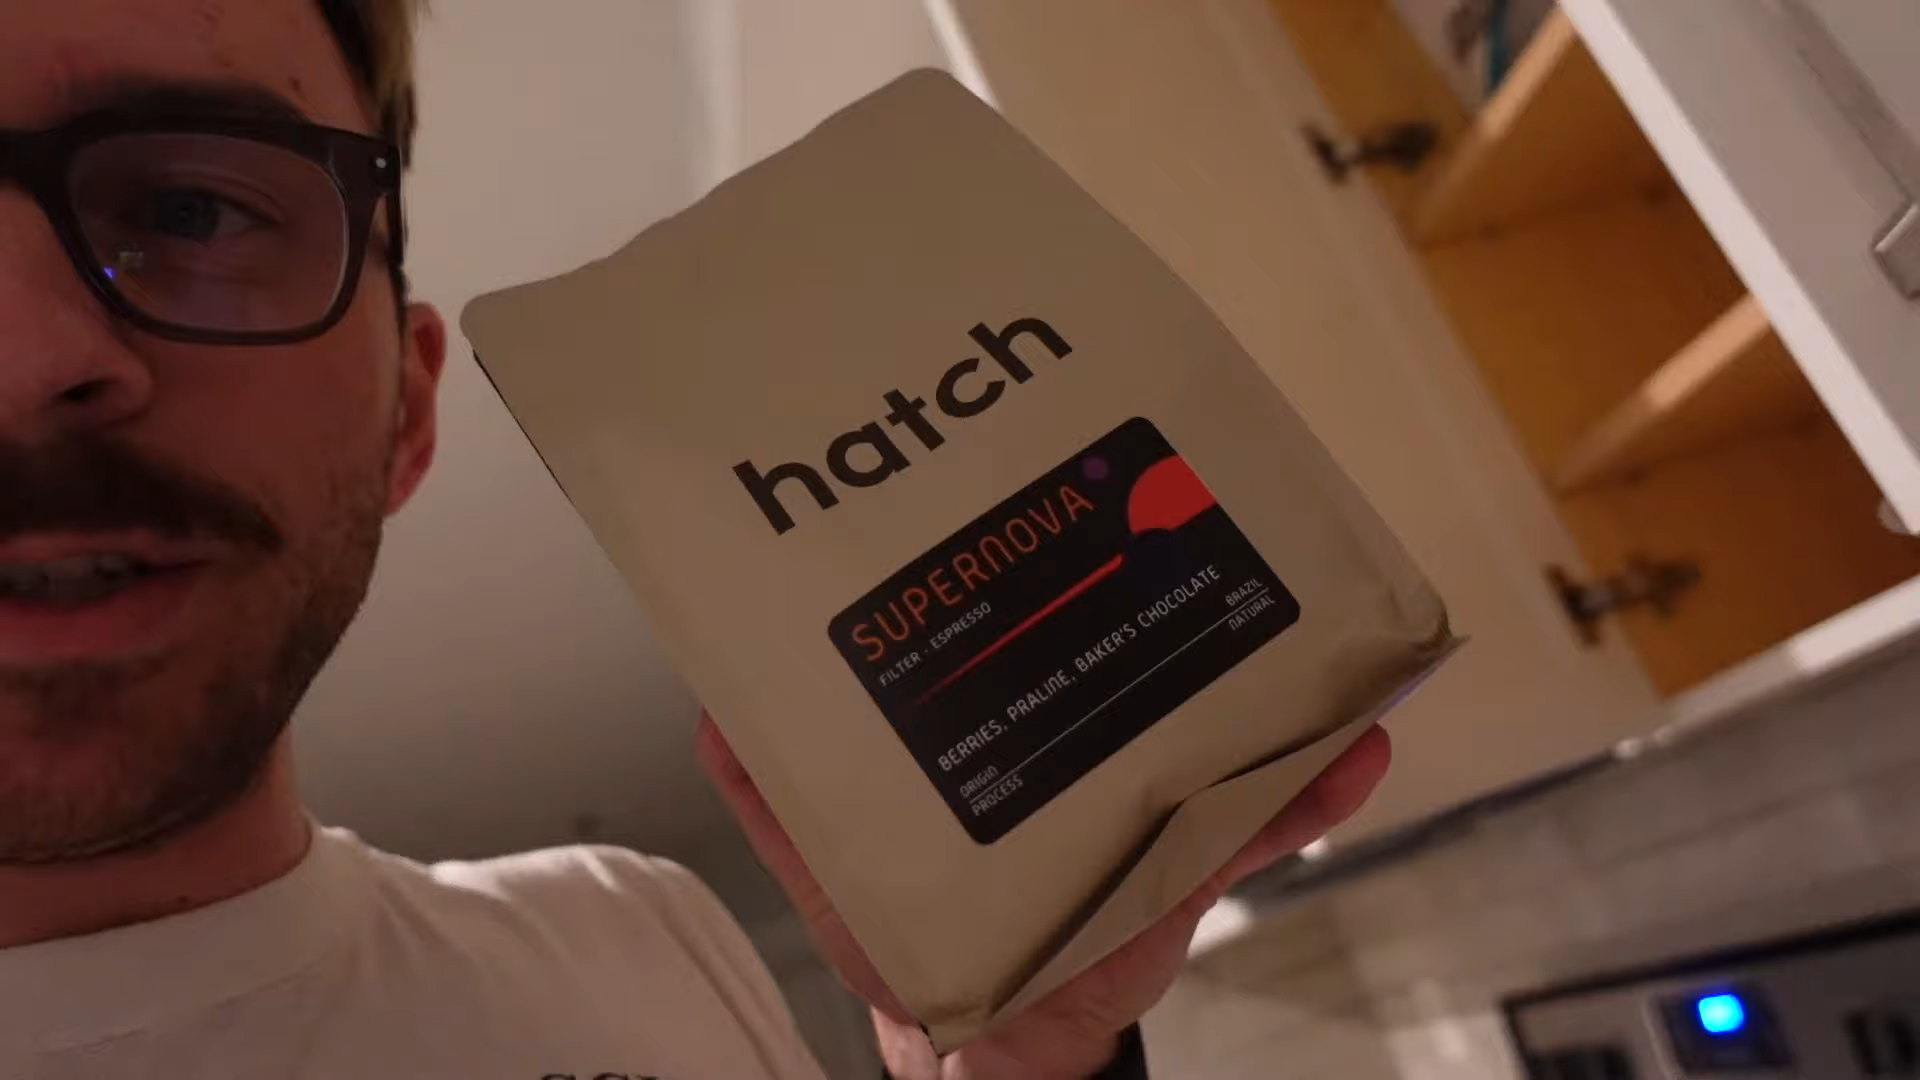 hatch
SUPERNOVA
FILTER · ESPRESSO
BERRIES, PRALINE, BAKER'S CHOCOLATE
ORIGIN BRAZIL
PROCESS NATURAL